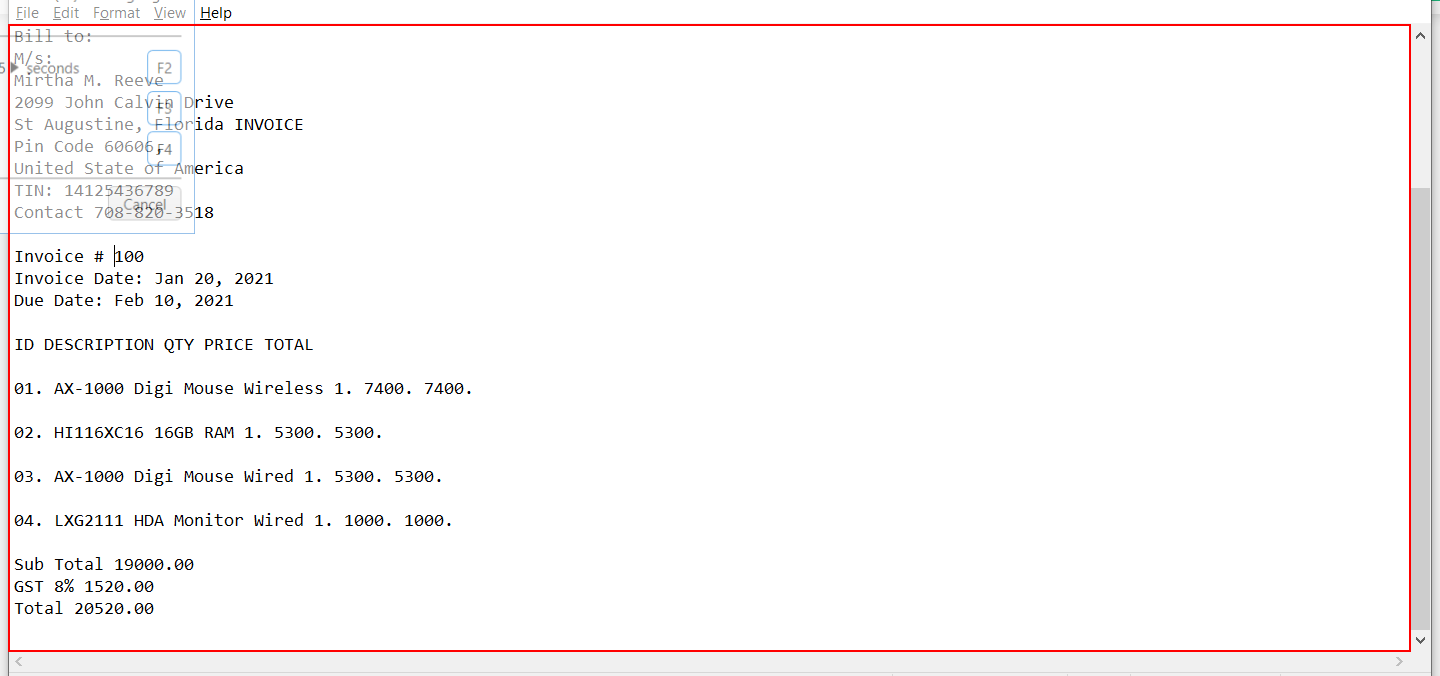 File Edit Format View Help
Bill to:
M/s:
5 seconds F2
Mirtha M. Reeve
2099 John Calvin Drive
F3
St Augustine, Florida INVOICE
Pin Code 60606,
F4
United State of America
TIN: 14125436789
Cancel
Contact 708-820-3518
Invoice # 100
Invoice Date: Jan 20, 2021
Due Date: Feb 10, 2021
ID DESCRIPTION QTY PRICE TOTAL
01. AX-1000 Digi Mouse Wireless 1. 7400. 7400.
02. HI116XC16 16GB RAM 1. 5300. 5300.
03. AX-1000 Digi Mouse Wired 1. 5300. 5300.
04. LXG2111 HDA Monitor Wired 1. 1000. 1000.
Sub Total 19000.00
GST 8% 1520.00
Total 20520.00